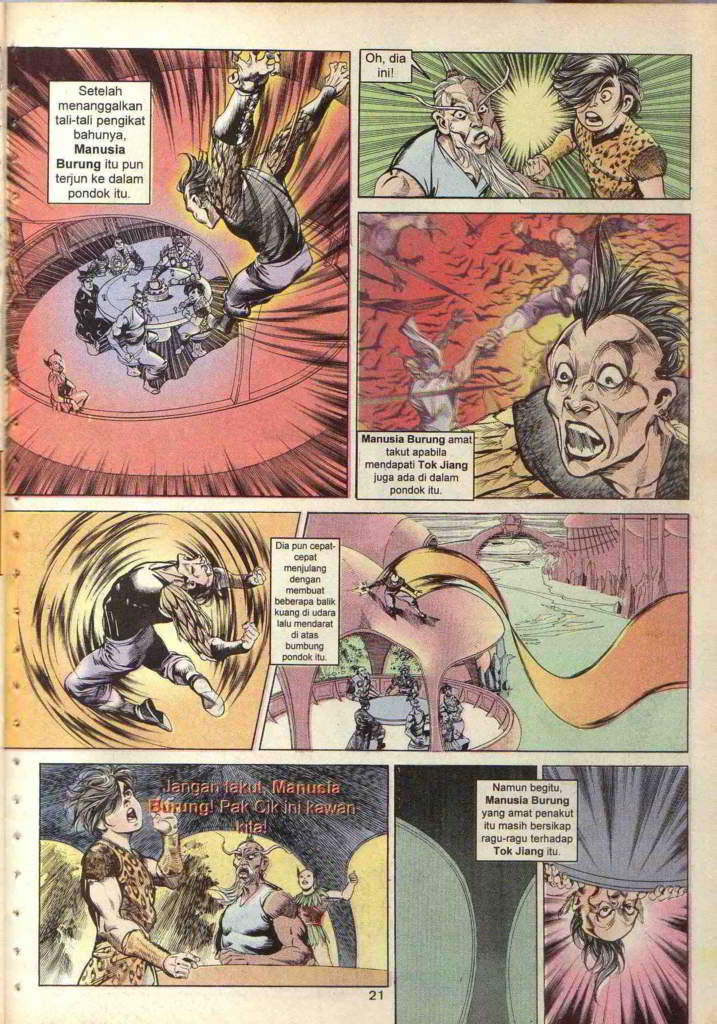 Setelah
menanggalkan
tali-tali pengikat
bahunya,
Manusia
Burung itu pun
terjun ke dalam
pondok itu.
Oh, dia
ini!
Manusia Burung amat
takut apabila
mendapati Tok Jiang
juga ada di dalam
pondok itu.
Dia pun cepat-
cepat
menjulang
dengan
membuat
beberapa balik
kuang di udara
lalu mendarat
di atas
bumbung
pondok itu.
Jangan takut, Manusia
Burung! Pak Cik ini kawan
kita!
Namun begitu,
Manusia Burung
yang amat penakut
itu masih bersikap
ragu-ragu terhadap
Tok Jiang itu.
21